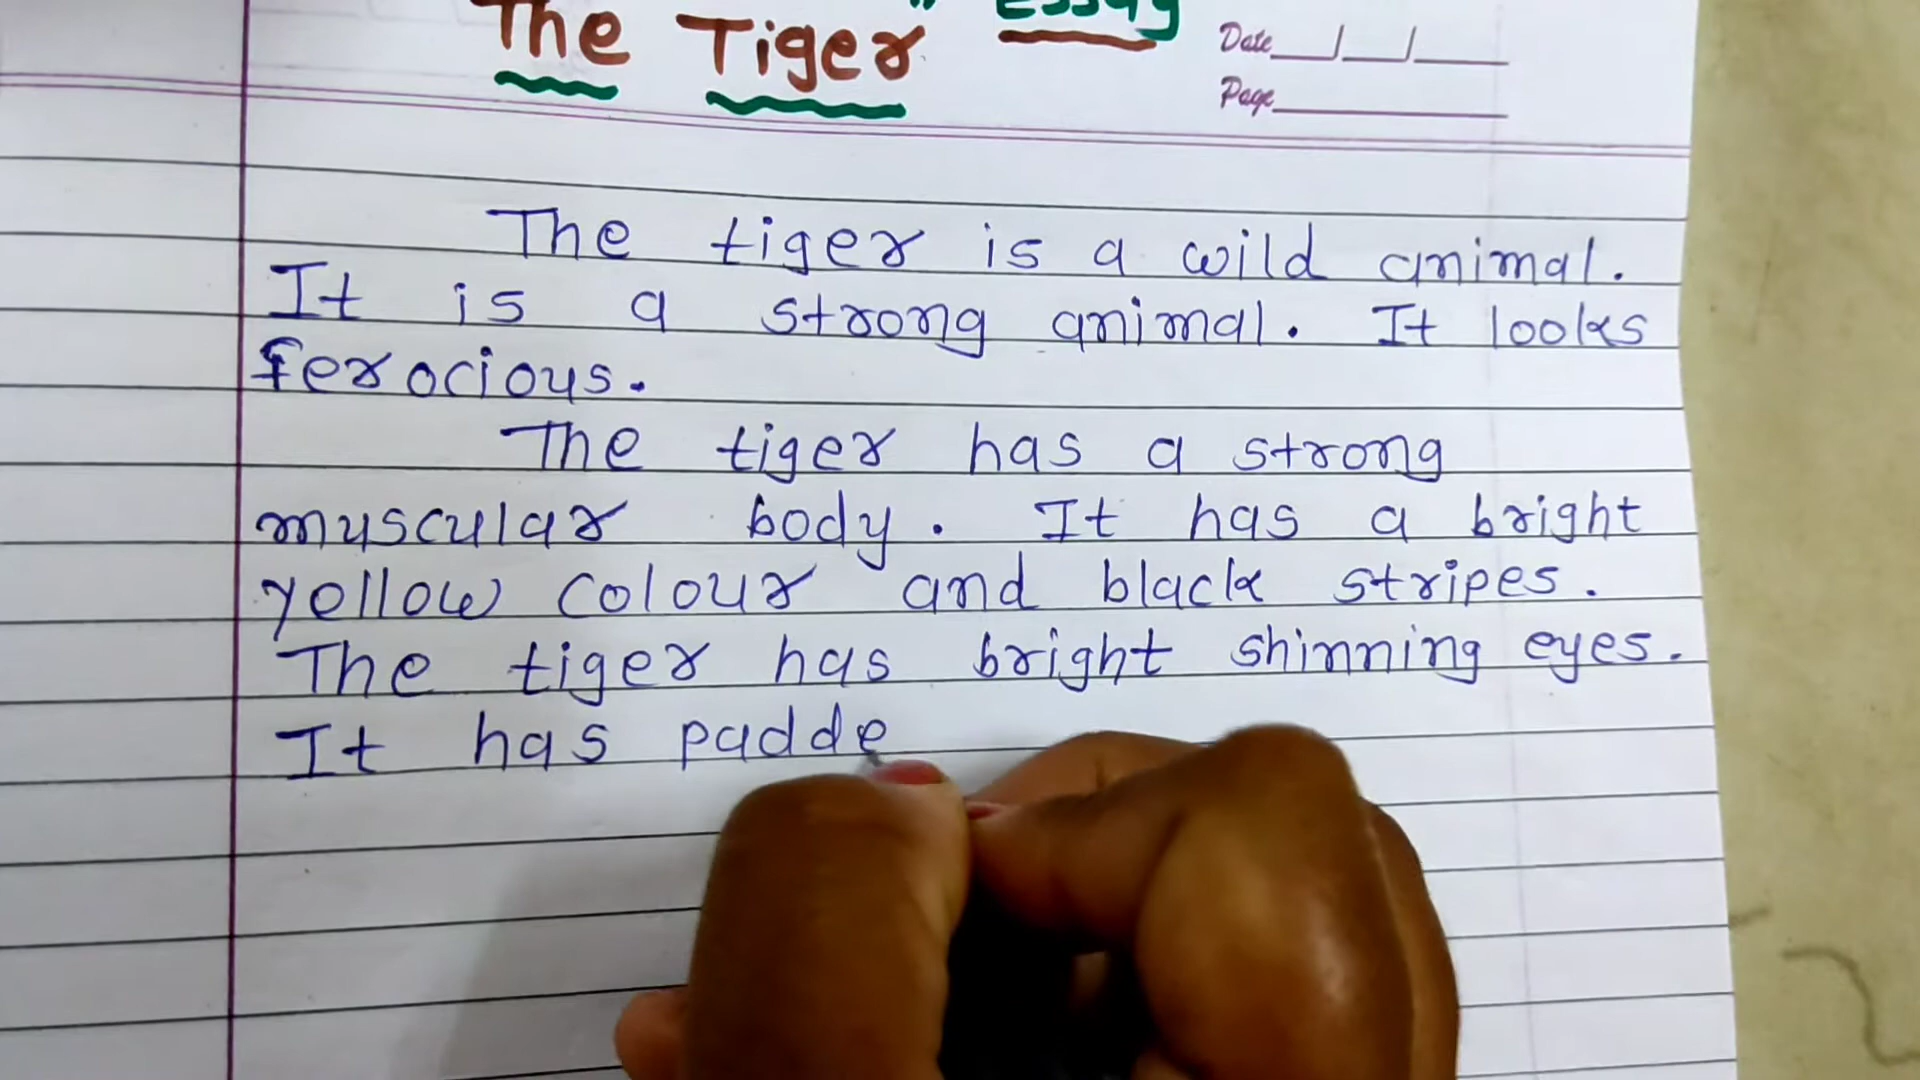 " Essay
The Tiger
Date
Page
The tiger is a wild animal.
It is a strong animal. It looks
ferocious.
The tiger has a strong
muscular body. It has a bright
yellow colour and black stripes.
The tiger has bright shinning eyes.
It has padde